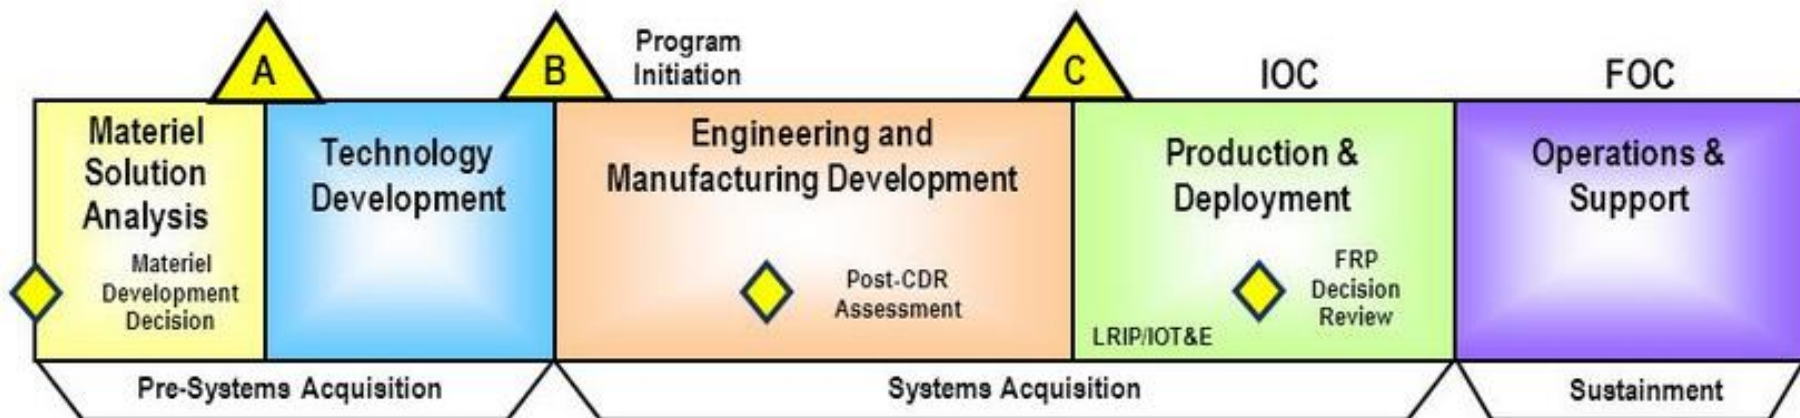 A
B
Program
Initiation
C
IOC
FOC
Materiel
Solution
Analysis
Technology
Development
Engineering and
Manufacturing Development
Production &
Deployment
Operations &
Support
Materiel
Development
Decision
Post-CDR
Assessment
LRIP/IOT&E
FRP
Decision
Review
Pre-Systems Acquisition
Systems Acquisition
Sustainment